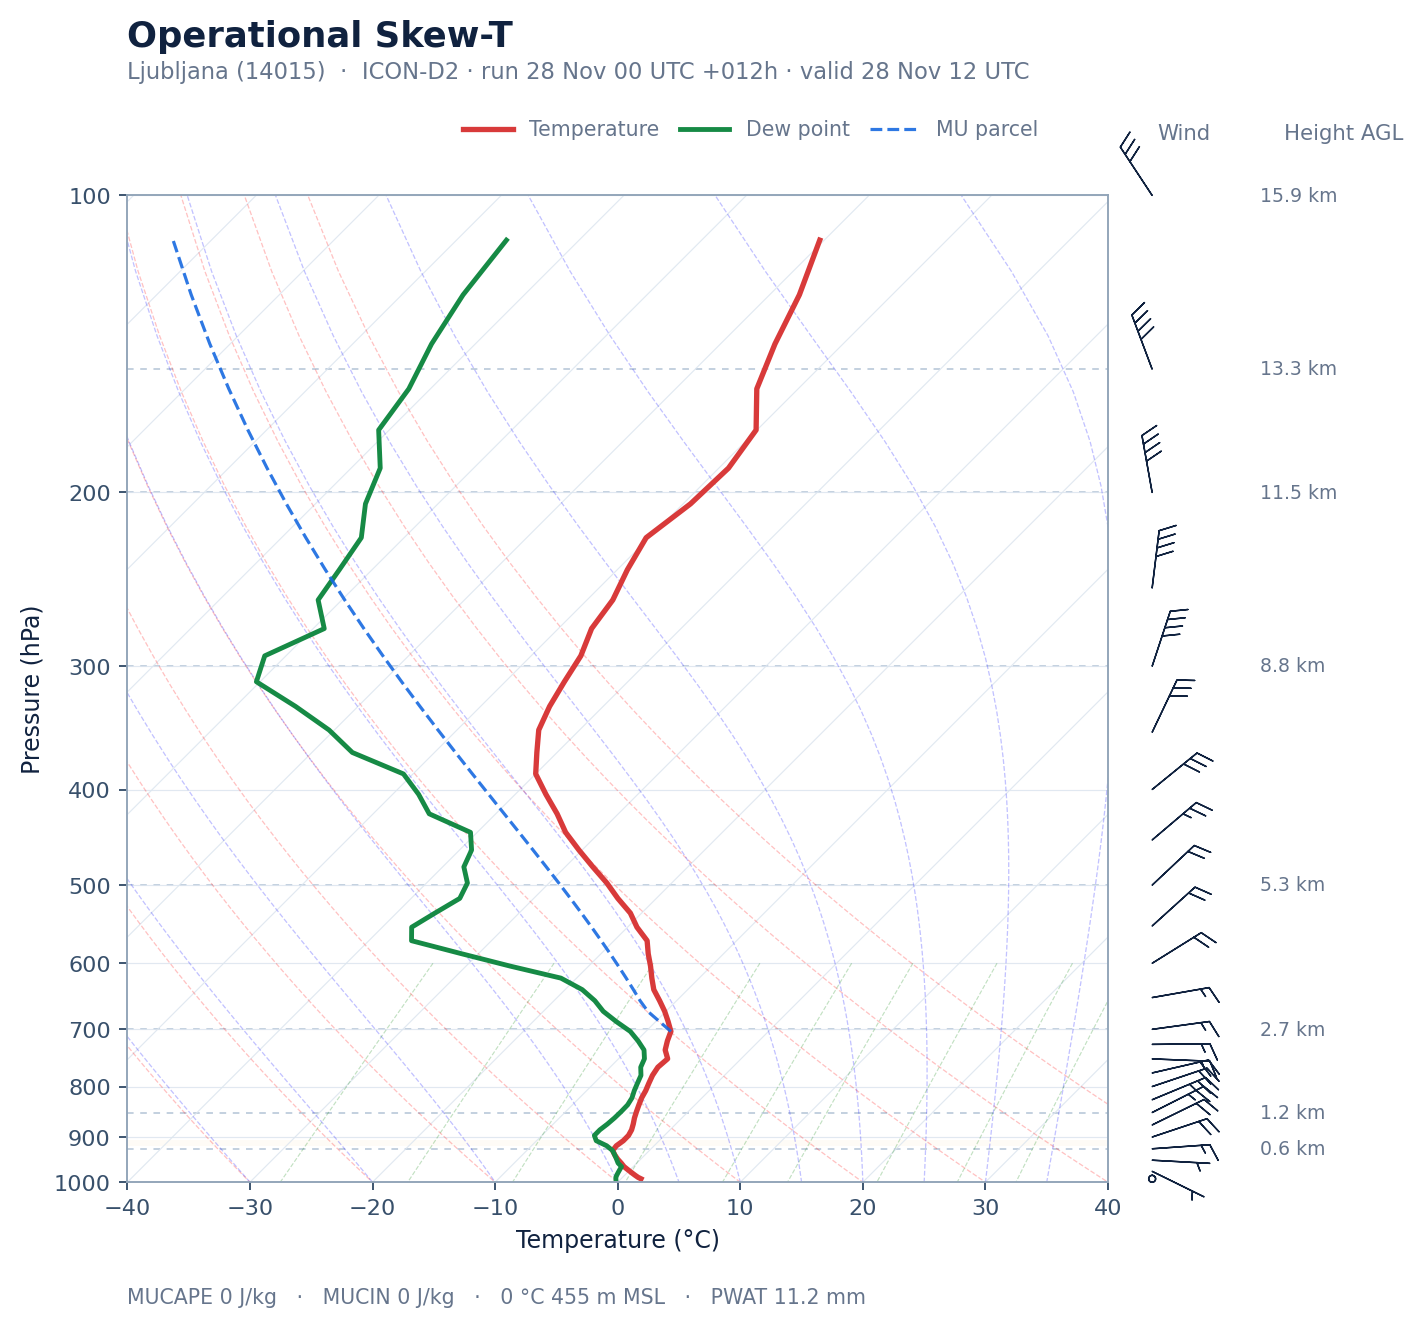 Operational Skew-T
Ljubljana (14015)  ·  ICON-D2 · run 28 Nov 00 UTC +012h · valid 28 Nov 12 UTC
Temperature   Dew point   MU parcel   Wind   Height AGL
100   15.9 km
13.3 km
200   11.5 km
300   8.8 km
400
500   5.3 km
600
700   2.7 km
800
1.2 km
900
0.6 km
1000
Pressure (hPa)
−40   −30   −20   −10   0   10   20   30   40
Temperature (°C)
MUCAPE 0 J/kg   ·   MUCIN 0 J/kg   ·   0 °C 455 m MSL   ·   PWAT 11.2 mm